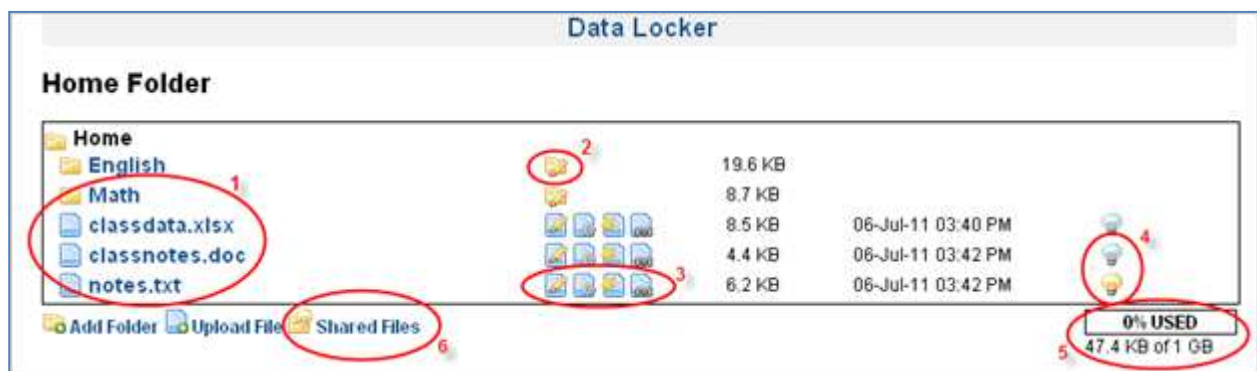 Data Locker
Home Folder
Home
English 2 19.6 KB
1 Math 8.7 KB
classdata.xlsx 8.5 KB 06-Jul-11 03:40 PM
classnotes.doc 4.4 KB 06-Jul-11 03:42 PM 4
notes.txt 3 6.2 KB 06-Jul-11 03:42 PM
Add Folder Upload File Shared Files 6 0% USED
5 47.4 KB of 1 GB